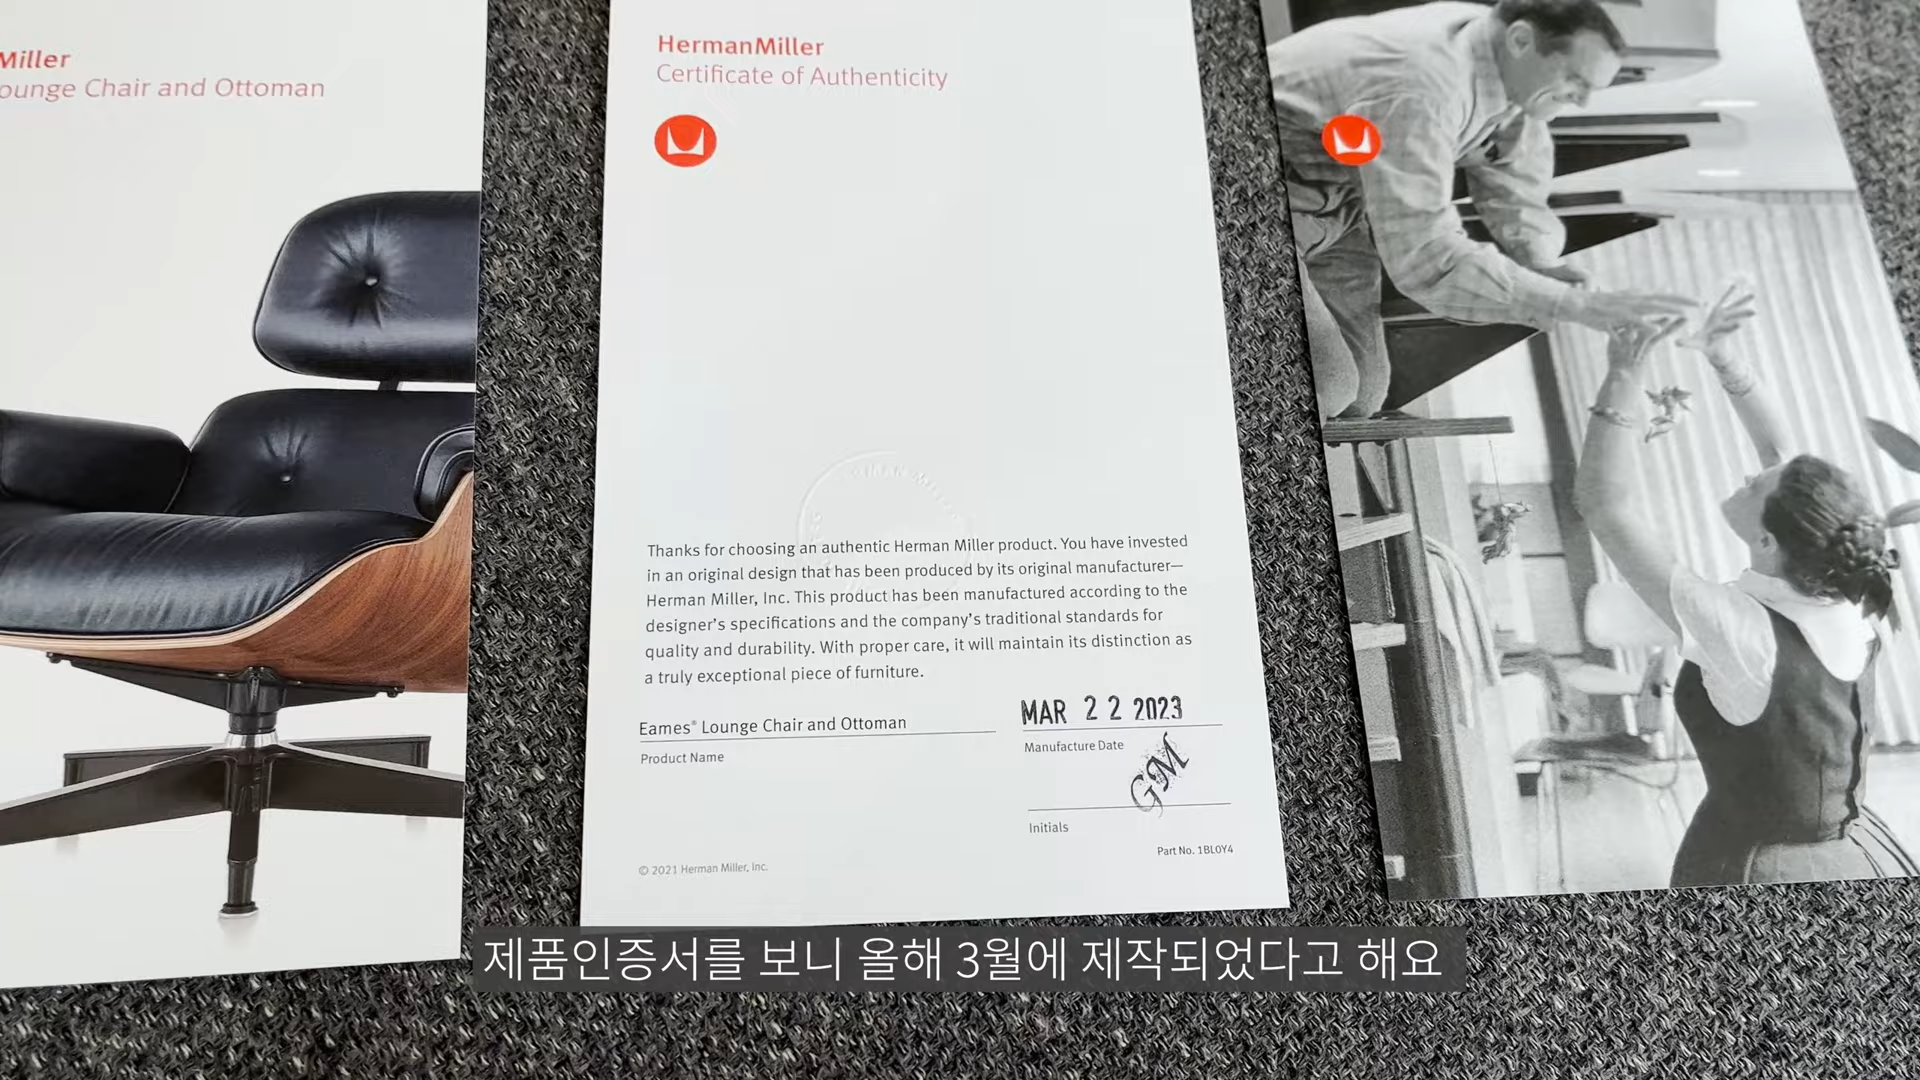 Miller
ounge Chair and Ottoman
HermanMiller
Certificate of Authenticity
Thanks for choosing an authentic Herman Miller product. You have invested
in an original design that has been produced by its original manufacturer—
Herman Miller, Inc. This product has been manufactured according to the
designer's specifications and the company's traditional standards for
quality and durability. With proper care, it will maintain its distinction as
a truly exceptional piece of furniture.
Eames® Lounge Chair and Ottoman
Product Name
MAR 22 2023
Manufacture Date
GM
Initials
Part No. 1BL0Y4
© 2021 Herman Miller, Inc.
제품인증서를 보니 올해 3월에 제작되었다고 해요